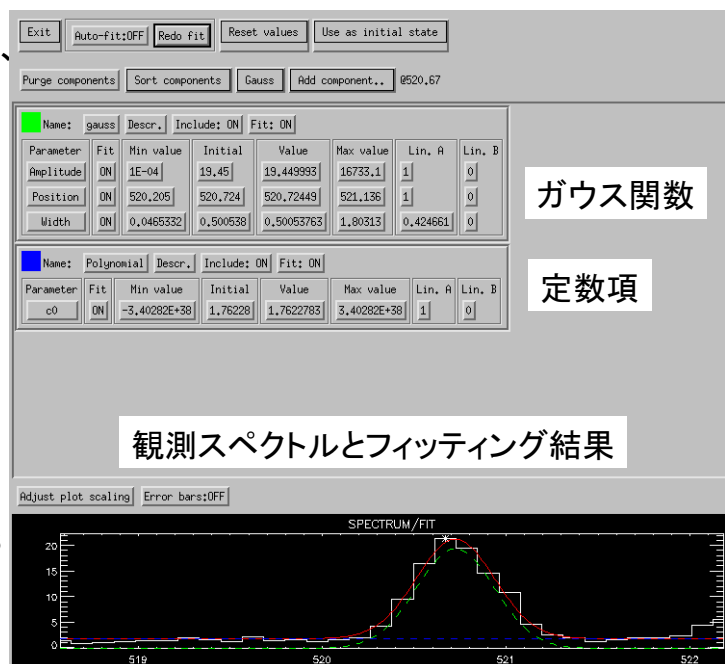 Exit Auto-fit:OFF Redo fit Reset values Use as initial state
Purge components Sort components Gauss Add component.. @520.67
Name: gauss Descr. Include: ON Fit: ON
Parameter Fit Min value Initial Value Max value Lin. A Lin. B
Amplitude ON 1E-04 19.45 19.449993 16733.1 1 0
Position ON 520.205 520.724 520.72449 521.136 1 0
Width ON 0.0465332 0.500538 0.50053763 1.80313 0.424661 0
ガウス関数
Name: Polynomial Descr. Include: ON Fit: ON
Parameter Fit Min value Initial Value Max value Lin. A Lin. B
c0 ON -3.40282E+38 1.76228 1.7622783 3.40282E+38 1 0
定数項
観測スペクトルとフィッティング結果
Adjust plot scaling Error bars:OFF
SPECTRUM/FIT
20
15
10
5
0
519 520 521 522